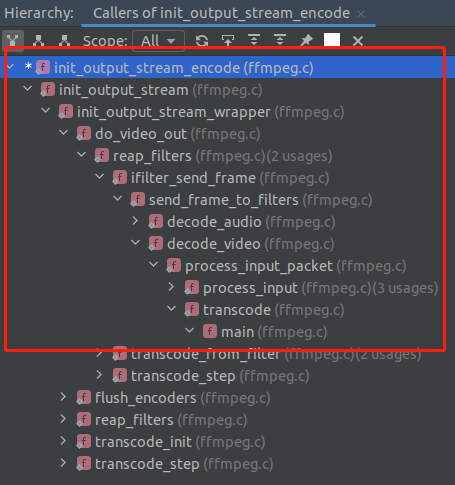 Hierarchy: Callers of init_output_stream_encode ×
Scope: All
* init_output_stream_encode (ffmpeg.c)
init_output_stream (ffmpeg.c)
init_output_stream_wrapper (ffmpeg.c)
do_video_out (ffmpeg.c)
reap_filters (ffmpeg.c)(2 usages)
ifilter_send_frame (ffmpeg.c)
send_frame_to_filters (ffmpeg.c)
decode_audio (ffmpeg.c)
decode_video (ffmpeg.c)
process_input_packet (ffmpeg.c)
process_input (ffmpeg.c)(3 usages)
transcode (ffmpeg.c)
main (ffmpeg.c)
transcode_from_filter (ffmpeg.c)(2 usages)
transcode_step (ffmpeg.c)
flush_encoders (ffmpeg.c)
reap_filters (ffmpeg.c)
transcode_init (ffmpeg.c)
transcode_step (ffmpeg.c)